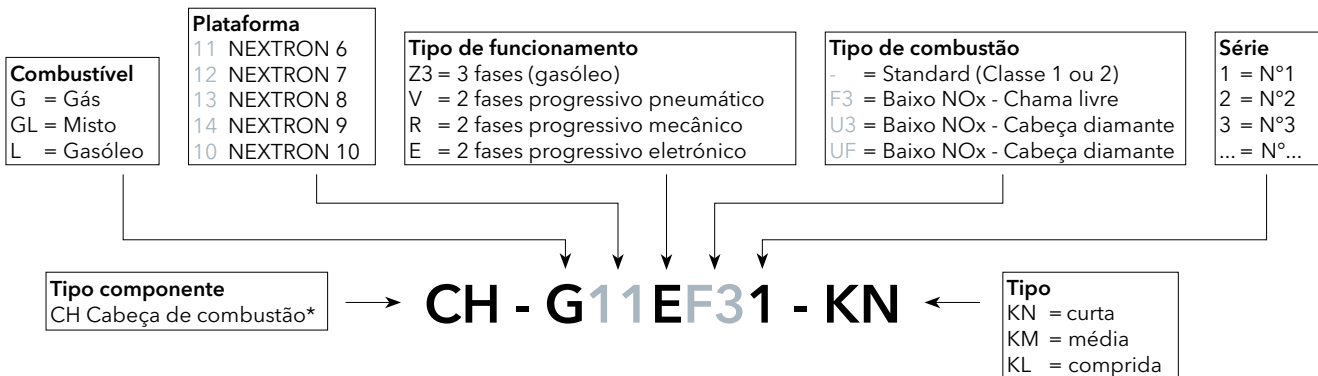 Combustível
G = Gás
GL = Misto
L = Gasóleo
Plataforma
11 NEXTRON 6
12 NEXTRON 7
13 NEXTRON 8
14 NEXTRON 9
10 NEXTRON 10
Tipo de funcionamento
Z3 = 3 fases (gasóleo)
V = 2 fases progressivo pneumático
R = 2 fases progressivo mecânico
E = 2 fases progressivo eletrónico
Tipo de combustão
- = Standard (Classe 1 ou 2)
F3 = Baixo NOx - Chama livre
U3 = Baixo NOx - Cabeça diamante
UF = Baixo NOx - Cabeça diamante
Série
1 = Nº1
2 = Nº2
3 = Nº3
... = Nº...
Tipo componente
CH Cabeça de combustão*
CH - G11EF31 - KN
Tipo
KN = curta
KM = média
KL = comprida